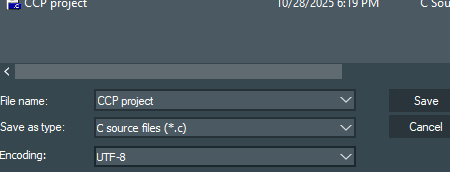 CCP project 10/28/2025 6:19 PM C Sou
File name: CCP project Save
Save as type: C source files (*.c) Cancel
Encoding: UTF-8